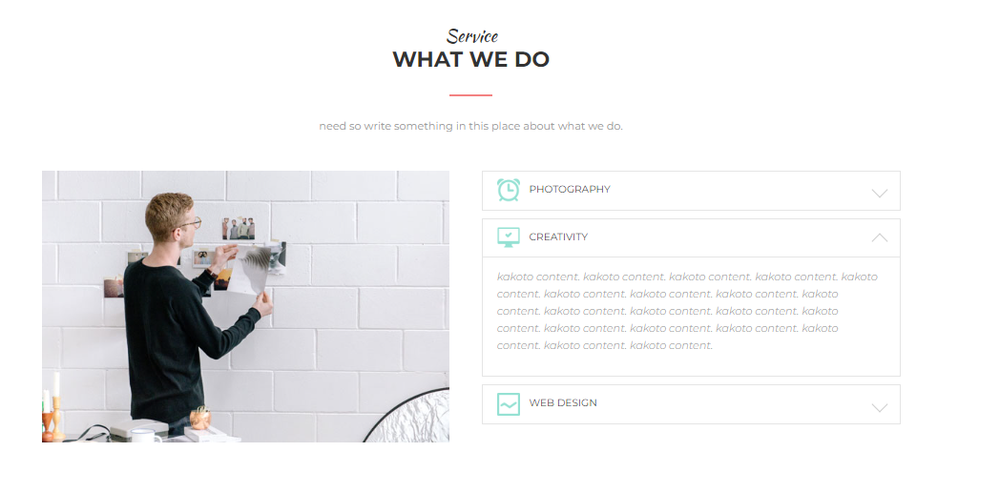 Service
WHAT WE DO
need so write something in this place about what we do.
PHOTOGRAPHY
CREATIVITY
kakoto content. kakoto content. kakoto content. kakoto content. kakoto
content. kakoto content. kakoto content. kakoto content. kakoto
content. kakoto content. kakoto content. kakoto content. kakoto
content. kakoto content. kakoto content. kakoto content. kakoto
content. kakoto content. kakoto content.
WEB DESIGN